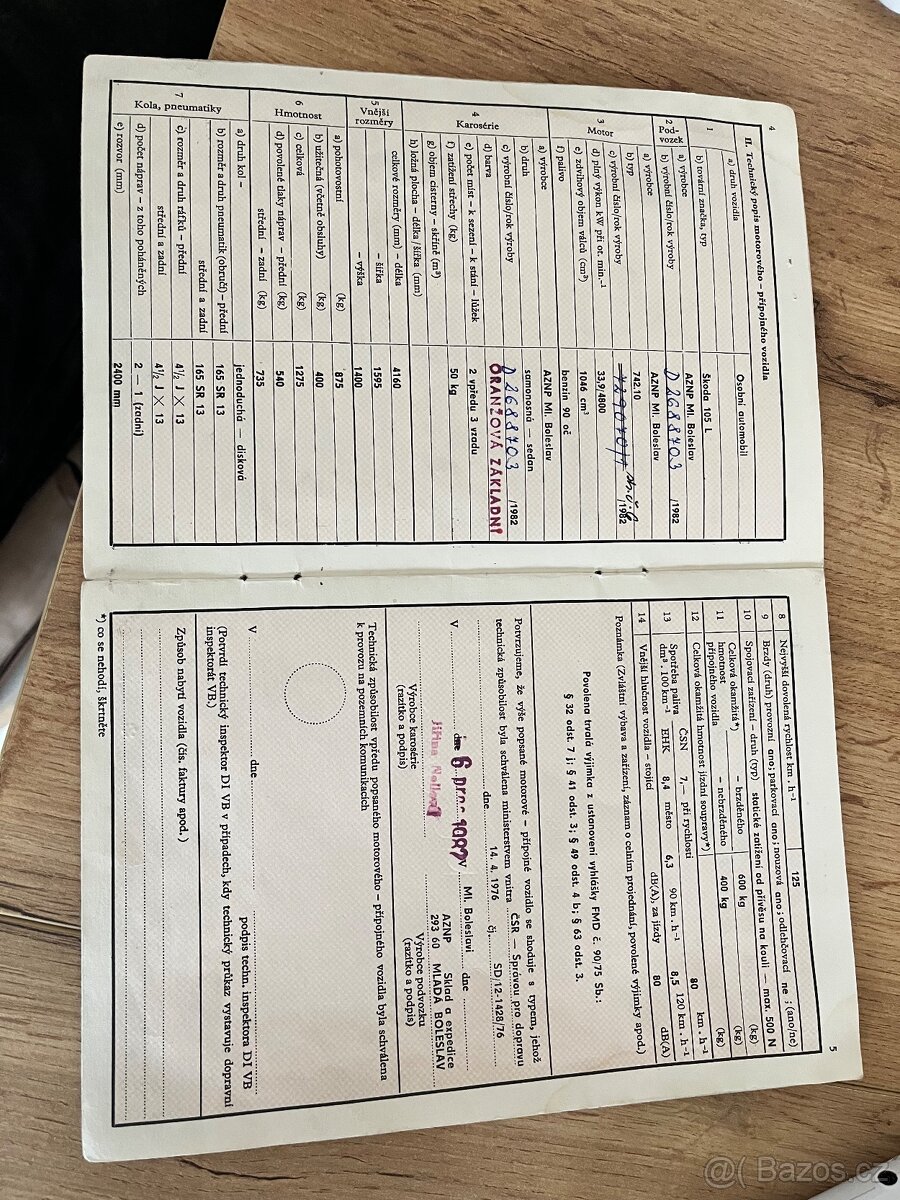 4
II. Technický popis motorového – přípojného vozidla
1 a) druh vozidla Osobní automobil
b) tovární značka, typ Škoda 105 L
2 Podvozek a) výrobce AZNP Ml. Boleslav
b) výrobní číslo/rok výroby D2688703 /1982
3 Motor a) výrobce AZNP Ml. Boleslav
b) typ 742.10
c) výrobní číslo/rok výroby /1982
d) plný výkon kW při ot. min.⁻¹ 33,9/4800
e) zdvihový objem válců (cm³) 1046 cm³
f) palivo benzin 90 oč
4 Karosérie a) výrobce AZNP Ml. Boleslav
b) druh samonosná — sedan
c) výrobní číslo/rok výroby D2688703 /1982
d) barva ORANŽOVÁ ZÁKLADNÍ
e) počet míst – k sezení – k stání – lůžek 2 vpředu 3 vzadu
f) zatížení střechy (kg) 50 kg
g) objem cisterny – skříně (m³)
h) ložná plocha – délka/šířka (mm)
5 Vnější rozměry celkové rozměry (mm) – délka 4160
– šířka 1595
– výška 1400
6 Hmotnost a) pohotovostní (kg) 875
b) užitečná (včetně obsluhy) (kg) 400
c) celková (kg) 1275
d) povolené tlaky náprav – přední (kg) 540
střední – zadní (kg) 735
7 Kola, pneumatiky a) druh kol – jednoduchá — disková
b) rozměr a druh pneumatik (obručí) – přední 165 SR 13
střední a zadní 165 SR 13
c) rozměr a druh ráfků – přední 4½ J × 13
střední a zadní 4½ J × 13
d) počet náprav – z toho poháněných 2 — 1 (zadní)
e) rozvor (mm) 2400 mm
5
8 Nejvyšší dovolená rychlost km . h⁻¹ 125
9 Brzdy (druh) provozní ano; parkovací ano; nouzová ano; odlehčovací ne ; (ano/ne)
10 Spojovací zařízení – druh (typ) statické zatížení od přívěsu na kouli — max. 500 N
11 Celková okamžitá*) – brzděného 600 kg (kg)
hmotnost přípojného vozidla – nebrzděného 400 kg (kg)
12 Celková okamžitá hmotnost jízdní soupravy*) (kg)
13 Spotřeba paliva ČSN 7,— při rychlosti 80 km . h⁻¹
dm³ . 100 km⁻¹ EHK 8,4 město 6,3 90 km . h⁻¹ 8,5 120 km . h⁻¹
14 Vnější hlučnost vozidla – stojící dB(A), za jízdy 80 dB(A)
Poznámka (Zvláštní výbava a zařízení, záznam o celním projednání, povolené výjimky apod.)
Povolena trvalá výjimka z ustanovení vyhlášky FMD č. 90/75 Sb.:
§ 32 odst. 7 j; § 41 odst. 3; § 49 odst. 4 b; § 63 odst. 3.
Potvrzujeme, že výše popsané motorové – přípojné vozidlo se shoduje s typem, jehož
technická způsobilost byla schválena ministerstvem vnitra ČSR — Správou pro dopravu
dne 14. 4. 1976 čj. SD/12-1428/76
V dne 6 pros 1982 V Ml. Boleslavi dne
AZNP Sklad a expedice
293 60 MLADÁ BOLESLAV
Výrobce karosérie
(razítko a podpis)
Výrobce podvozku
(razítko a podpis)
Technická způsobilost vpředu popsaného motorového – přípojného vozidla byla schválena
k provozu na pozemních komunikacích
V dne
podpis techn. inspektora DI VB
(Potvrdí technický inspektor DI VB v případech, kdy technický průkaz vystavuje dopravní
inspektorát VB.)
Způsob nabytí vozidla (čís. faktury apod.)
*) co se nehodí, škrtněte
@( Bazos.cz